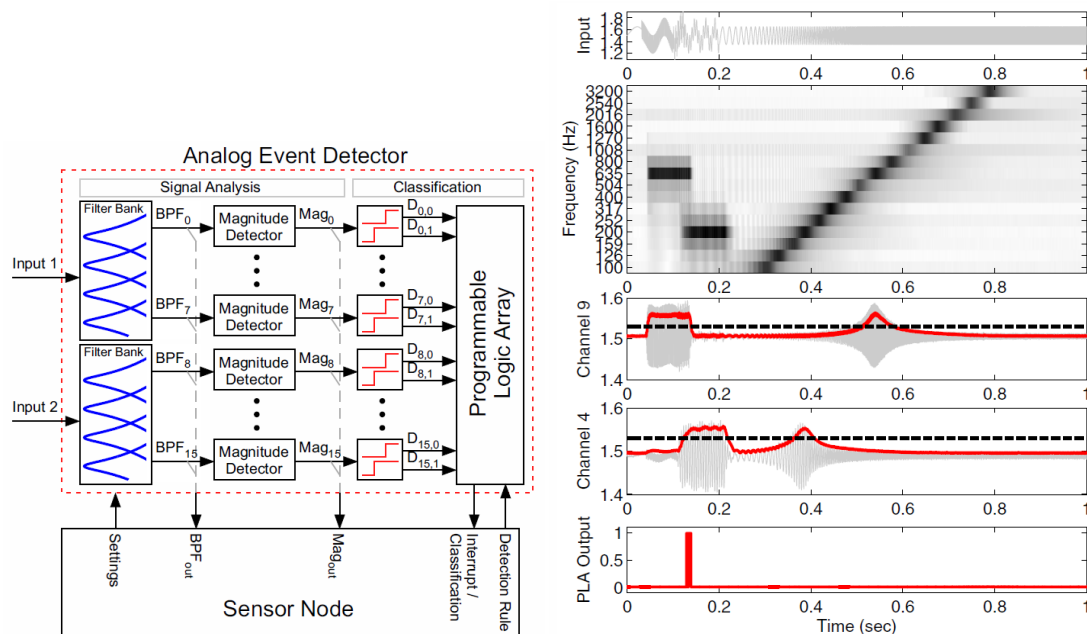 Analog Event Detector
Signal Analysis
Classification
Filter Bank
BPF0
Magnitude Detector
Mag0
D0,0
D0,1
Input 1
BPF7
Magnitude Detector
Mag7
D7,0
D7,1
Filter Bank
BPF8
Magnitude Detector
Mag8
D8,0
D8,1
Input 2
BPF15
Magnitude Detector
Mag15
D15,0
D15,1
Programmable
Logic Array
Settings
BPFout
Magout
Interrupt /
Classification
Detection Rule
Sensor Node
Input
1.8
1.6
1.4
1.2
0 0.2 0.4 0.6 0.8 1
Frequency (Hz)
3200
2540
2016
1600
1270
1008
800
635
504
400
317
252
200
159
126
100
0 0.2 0.4 0.6 0.8 1
Channel 9
1.6
1.5
1.4
0 0.2 0.4 0.6 0.8 1
Channel 4
1.6
1.5
1.4
0 0.2 0.4 0.6 0.8 1
PLA Output
1
0
0 0.2 0.4 0.6 0.8 1
Time (sec)